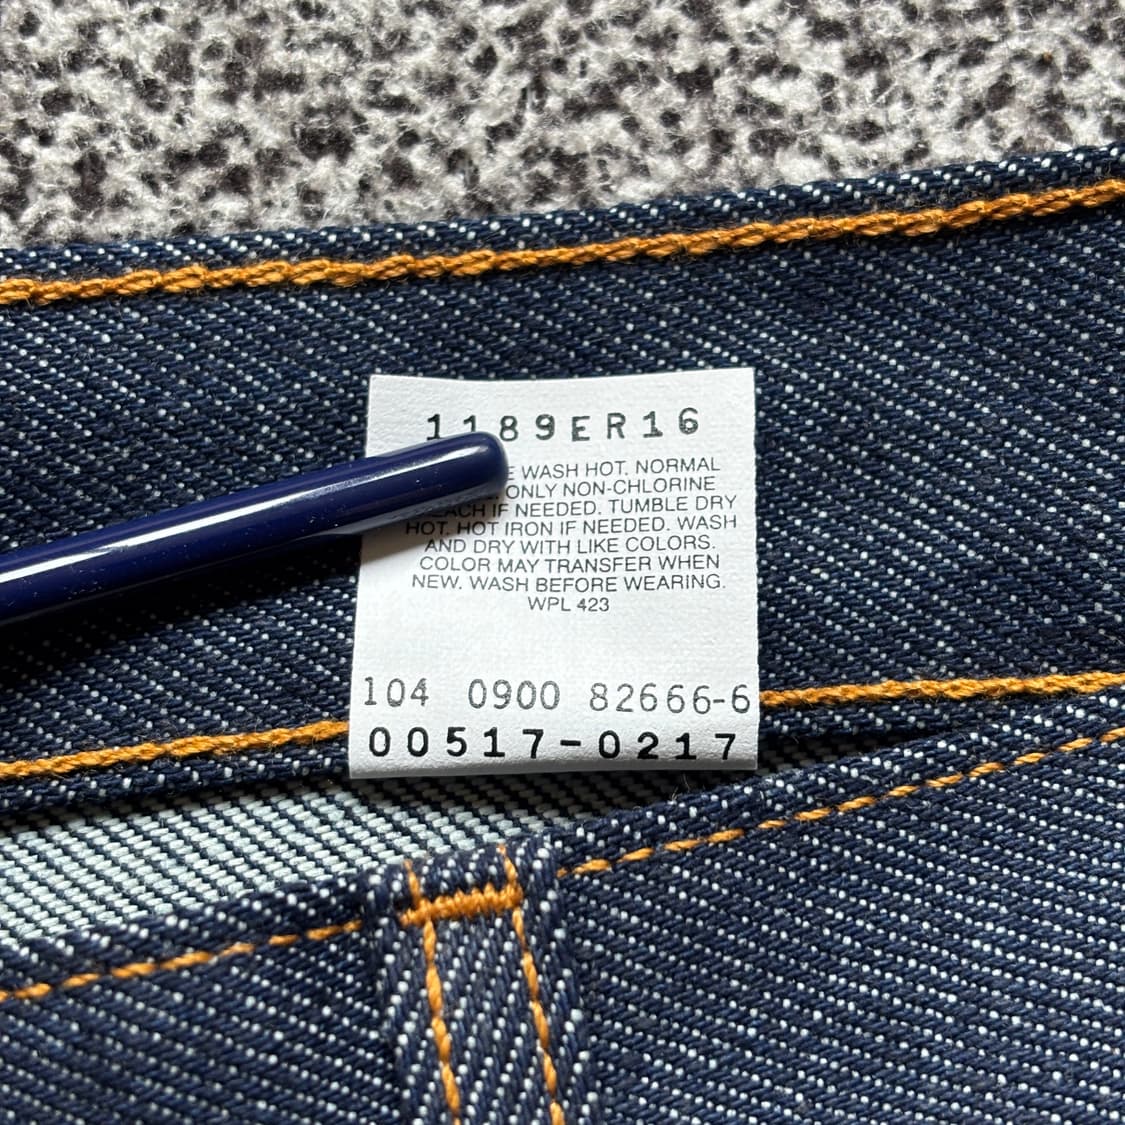 1189ER16
WASH HOT. NORMAL
ONLY NON-CHLORINE
IF NEEDED. TUMBLE DRY
HOT. HOT IRON IF NEEDED. WASH
AND DRY WITH LIKE COLORS.
COLOR MAY TRANSFER WHEN
NEW. WASH BEFORE WEARING.
WPL 423
104 0900 82666-6
00517-0217